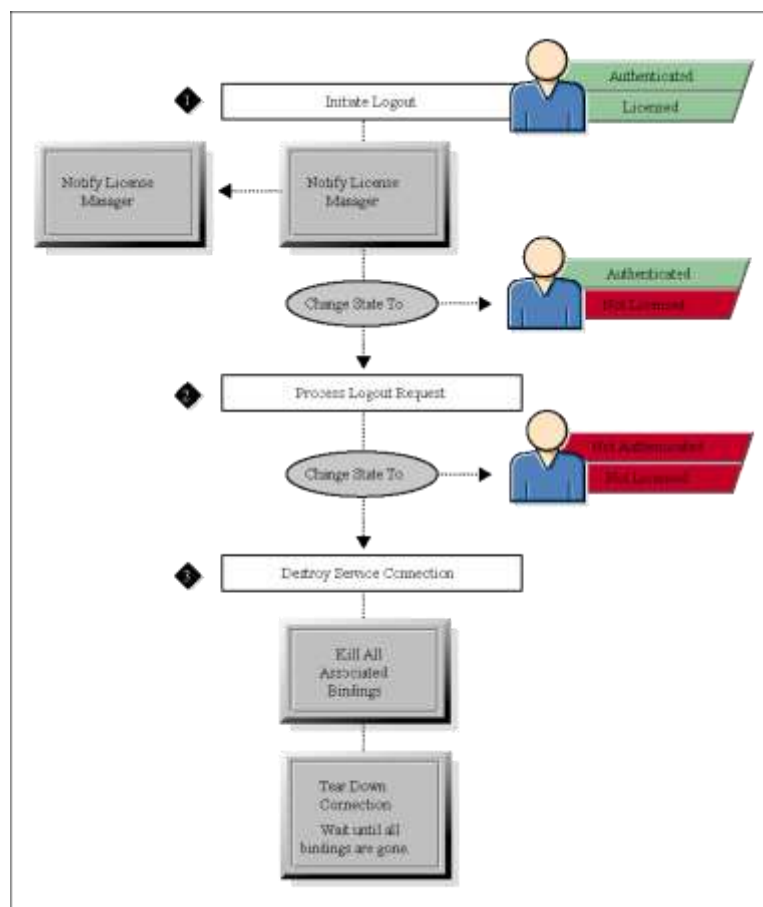 1
Initiate Logout
Authenticated
Licensed
Notify License
Manager
Notify License
Manager
Change State To
Authenticated
Not Licensed
2
Process Logout Request
Change State To
Not Authenticated
Not Licensed
3
Destroy Service Connection
Kill All
Associated
Bindings
Tear Down
Connection
Wait until all
bindings are gone.